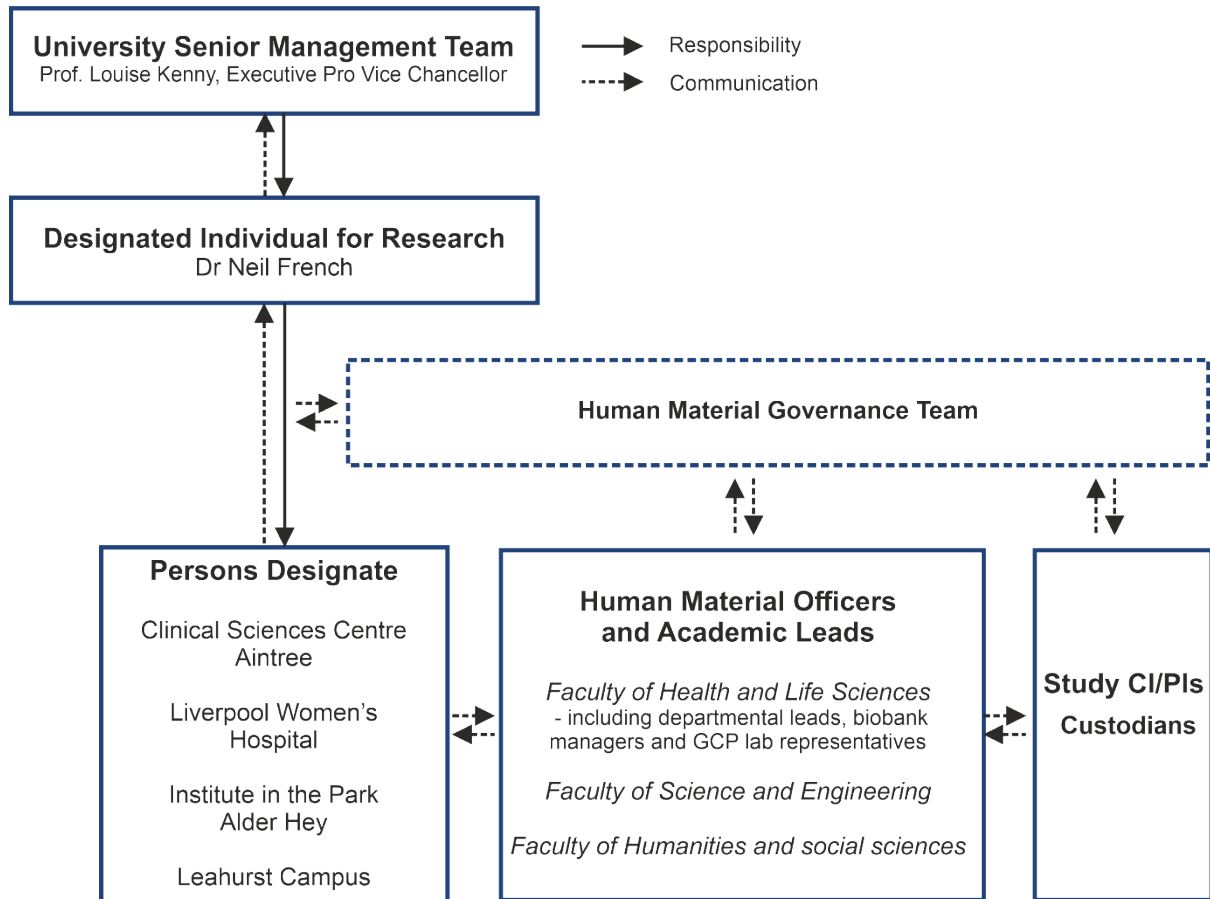 University Senior Management Team
Prof. Louise Kenny, Executive Pro Vice Chancellor
Responsibility
Communication
Designated Individual for Research
Dr Neil French
Human Material Governance Team
Persons Designate
Clinical Sciences Centre
Aintree
Liverpool Women's
Hospital
Institute in the Park
Alder Hey
Leahurst Campus
Human Material Officers
and Academic Leads
Faculty of Health and Life Sciences
- including departmental leads, biobank
managers and GCP lab representatives
Faculty of Science and Engineering
Faculty of Humanities and social sciences
Study CI/PIs
Custodians